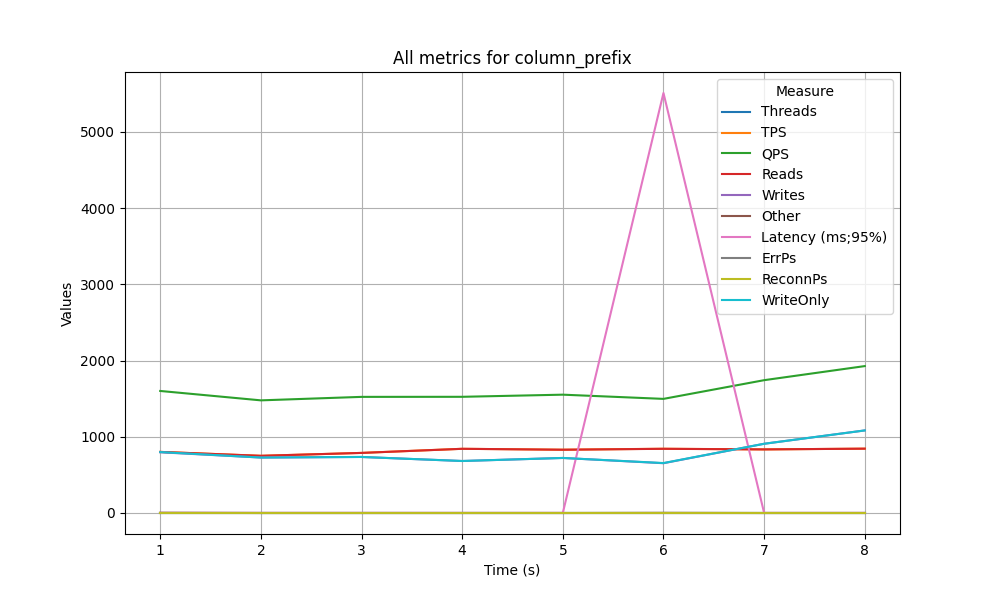 All metrics for column_prefix
Measure
Threads
TPS
QPS
Reads
Writes
Other
Latency (ms;95%)
ErrPs
ReconnPs
WriteOnly
Values
5000
4000
3000
2000
1000
0
1 2 3 4 5 6 7 8
Time (s)